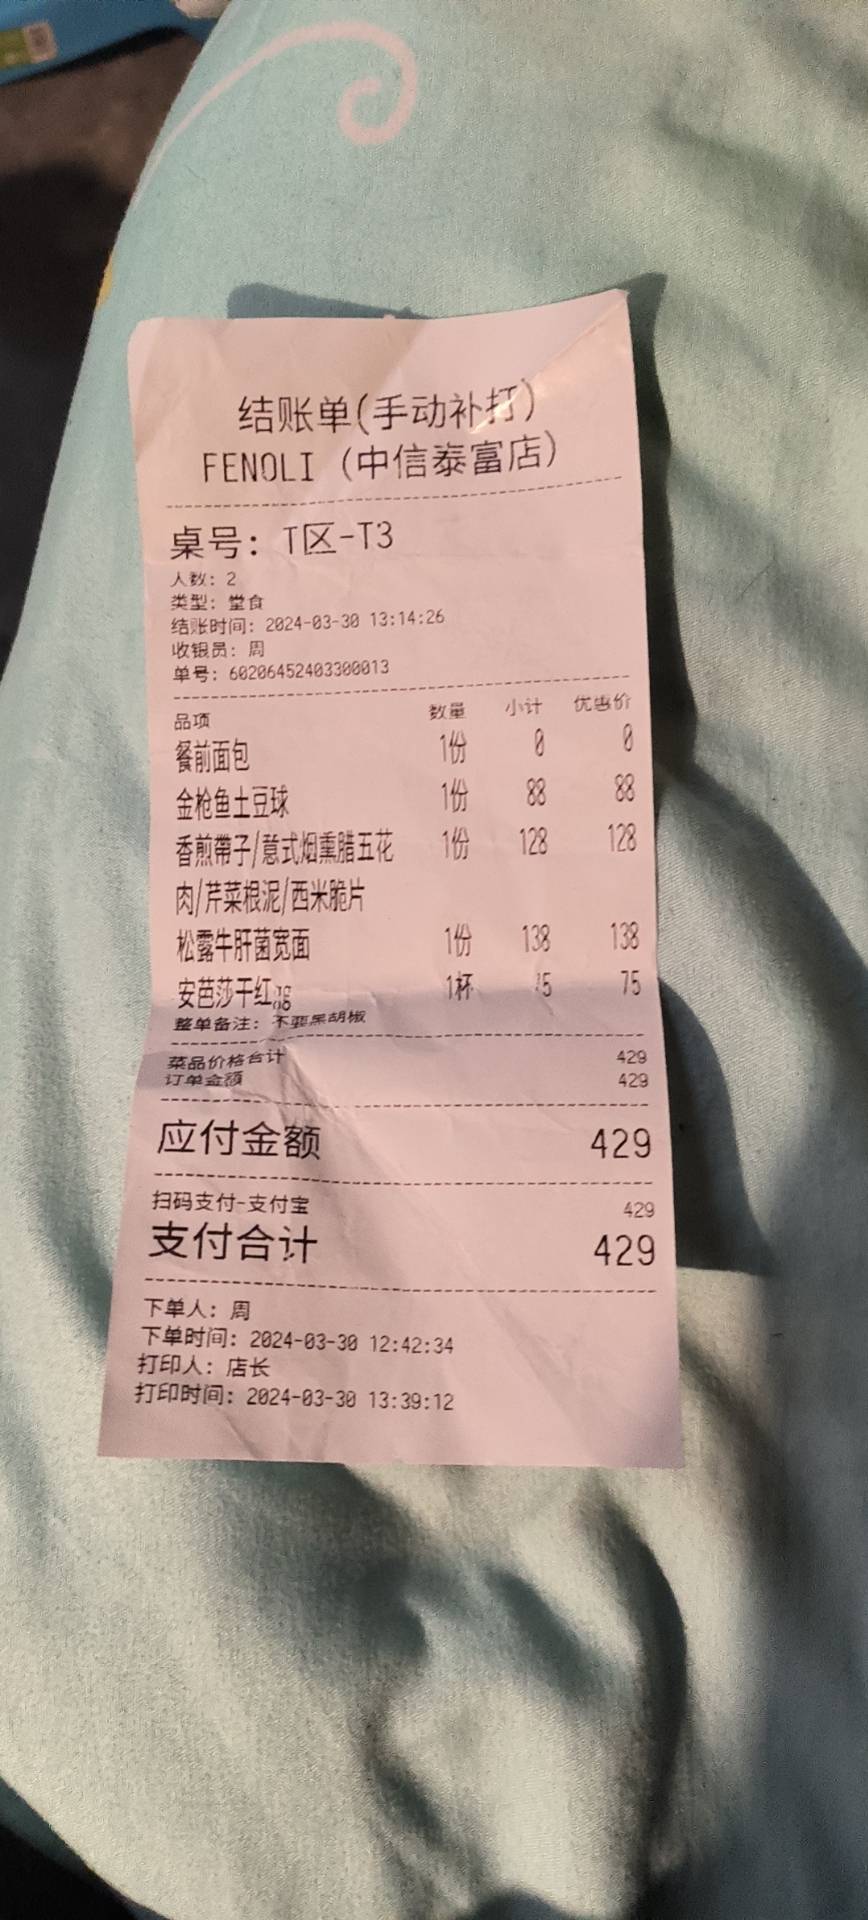 结账单(手动补打)
FENOLI (中信泰富店)
桌号: T区-T3
人数: 2
类型: 堂食
结账时间: 2024-03-30 13:14:26
收银员: 周
单号: 602064524033000​13
品项 数量 小计 优惠价
餐前面包 1份 0 0
金枪鱼土豆球 1份 88 88
香煎帶子/意式烟熏腊五花 1份 128 128
肉/芹菜根泥/西米脆片
松露牛肝菌宽面 1份 138 138
安芭莎干红 1杯 75
整单备注: 不要黑胡椒
菜品价格合计 429
订单金额 429
应付金额 429
扫码支付-支付宝 429
支付合计 429
下单人: 周
下单时间: 2024-03-30 12:42:34
打印人: 店长
打印时间: 2024-03-30 13:39:12